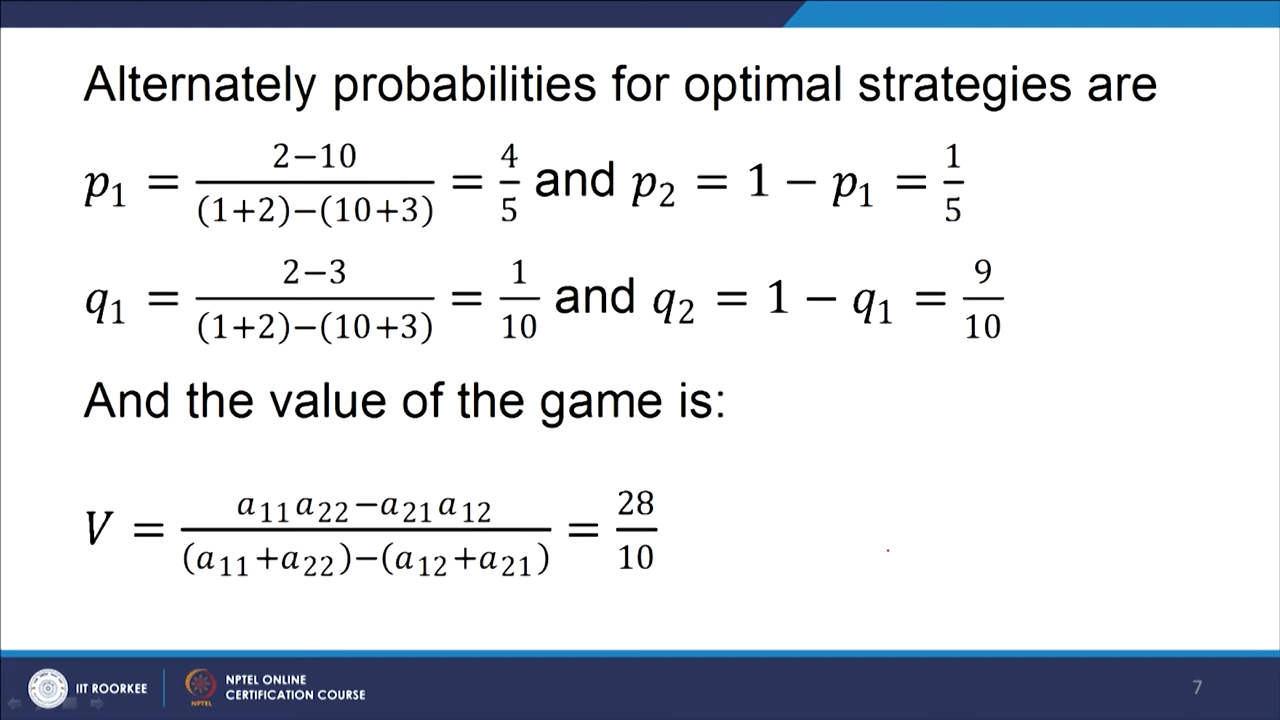 Alternately probabilities for optimal strategies are
p₁ = (2−10)/((1+2)−(10+3)) = 4/5 and p₂ = 1 − p₁ = 1/5
q₁ = (2−3)/((1+2)−(10+3)) = 1/10 and q₂ = 1 − q₁ = 9/10
And the value of the game is:
V = (a₁₁a₂₂−a₂₁a₁₂)/((a₁₁+a₂₂)−(a₁₂+a₂₁)) = 28/10
IIT ROORKEE
NPTEL
NPTEL ONLINE
CERTIFICATION COURSE
7